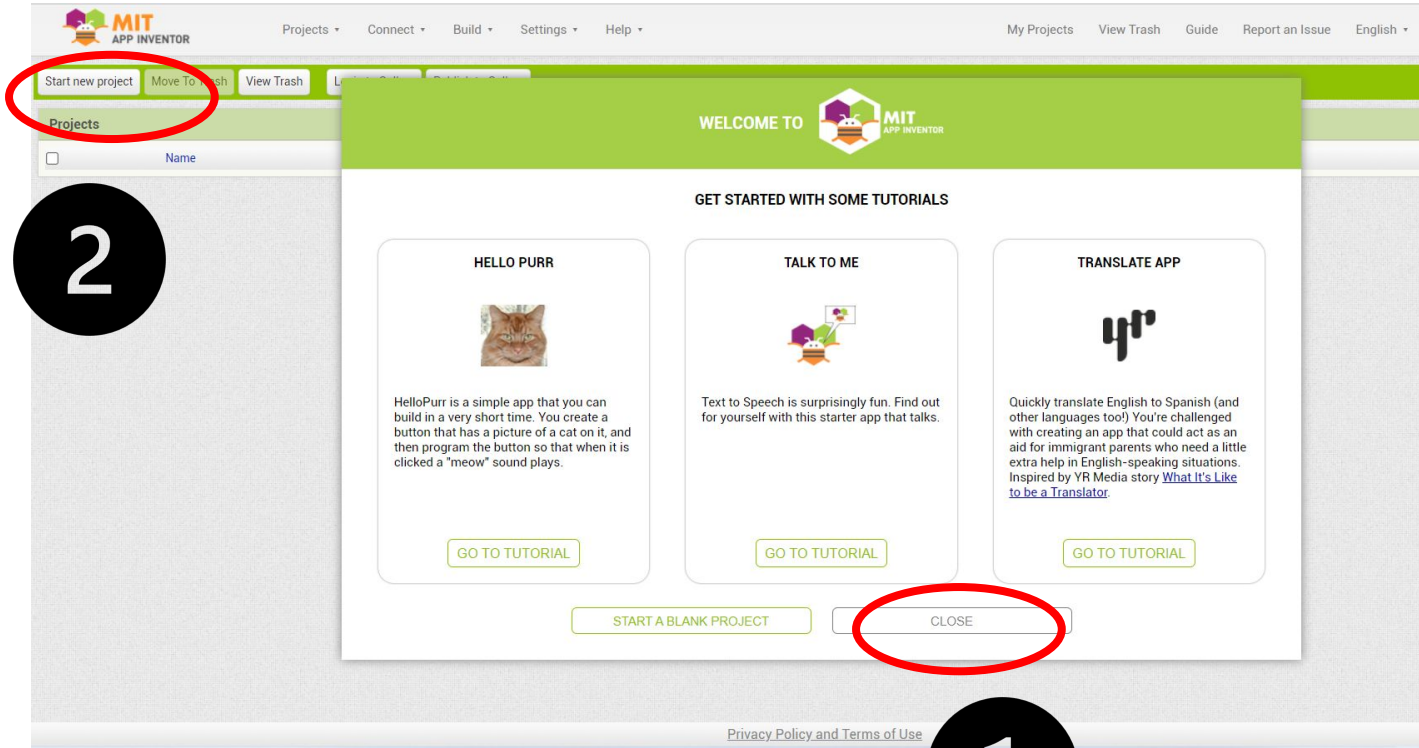 MIT
APP INVENTOR
Projects Connect Build Settings Help My Projects View Trash Guide Report an Issue English
Start new project Move To Trash View Trash
Projects
Name
WELCOME TO MIT
APP INVENTOR
2
GET STARTED WITH SOME TUTORIALS
HELLO PURR
HelloPurr is a simple app that you can
build in a very short time. You create a
button that has a picture of a cat on it, and
then program the button so that when it is
clicked a "meow" sound plays.
GO TO TUTORIAL
TALK TO ME
Text to Speech is surprisingly fun. Find out
for yourself with this starter app that talks.
GO TO TUTORIAL
TRANSLATE APP
yr
Quickly translate English to Spanish (and
other languages too!) You're challenged
with creating an app that could act as an
aid for immigrant parents who need a little
extra help in English-speaking situations.
Inspired by YR Media story What It's Like
to be a Translator.
GO TO TUTORIAL
START A BLANK PROJECT CLOSE
Privacy Policy and Terms of Use